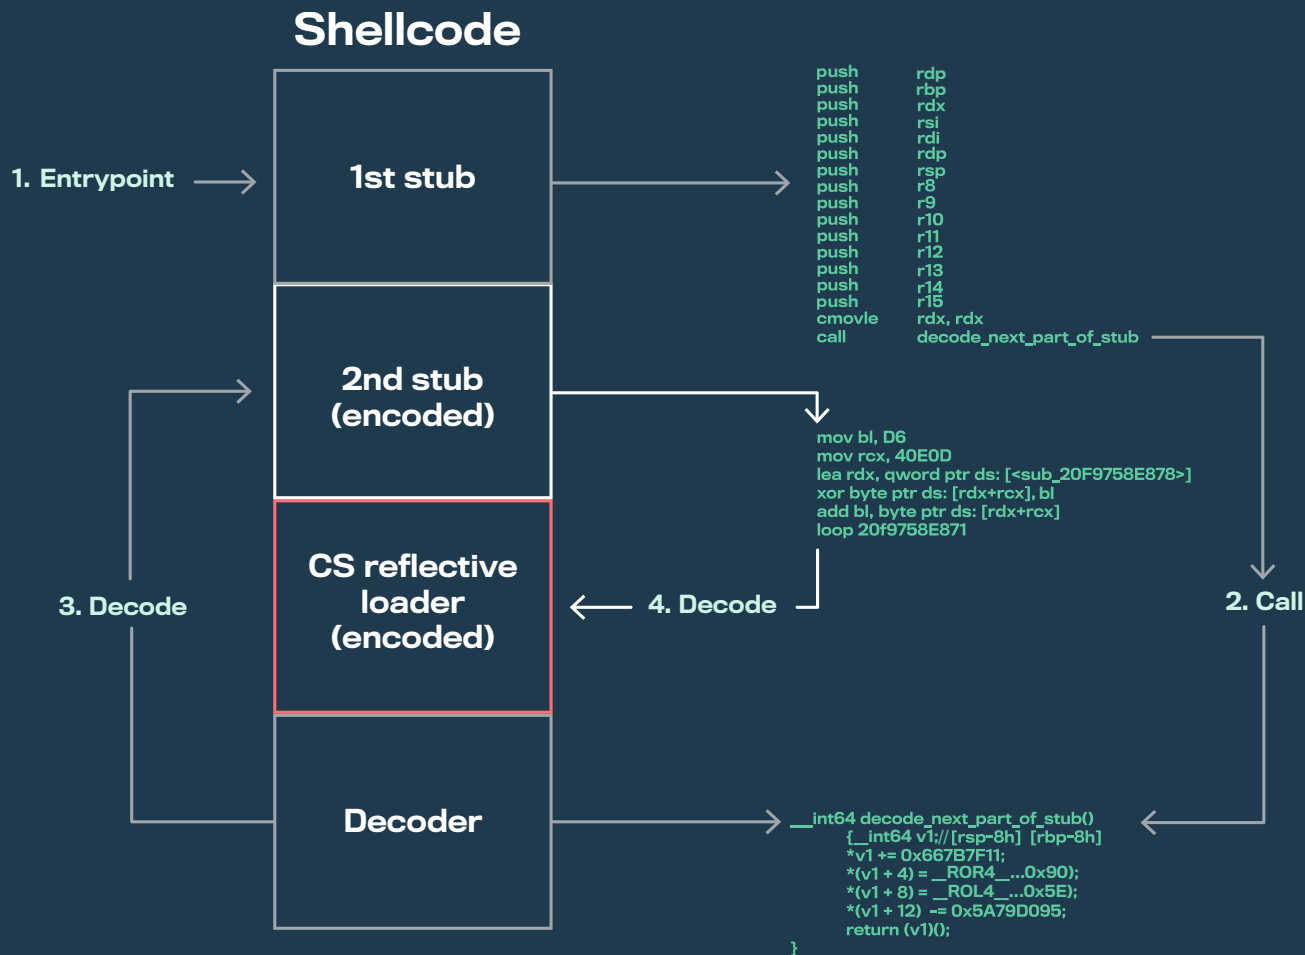 Shellcode
1. Entrypoint
1st stub
push rdp
push rbp
push rdx
push rsi
push rdi
push rdp
push rsp
push r8
push r9
push r10
push r11
push r12
push r13
push r14
push r15
cmovle rdx, rdx
call decode_next_part_of_stub
2nd stub
(encoded)
mov bl, D6
mov rcx, 40E0D
lea rdx, qword ptr ds: [<sub_20F9758E878>]
xor byte ptr ds: [rdx+rcx], bl
add bl, byte ptr ds: [rdx+rcx]
loop 20f9758E871
CS reflective
loader
(encoded)
3. Decode
4. Decode
2. Call
Decoder
__int64 decode_next_part_of_stub()
{__int64 v1;//[rsp-8h] [rbp-8h]
*v1 += 0x667B7F11;
*(v1 + 4) = __ROR4__...0x90);
*(v1 + 8) = __ROL4__...0x5E);
*(v1 + 12) -= 0x5A79D095;
return (v1)();
}